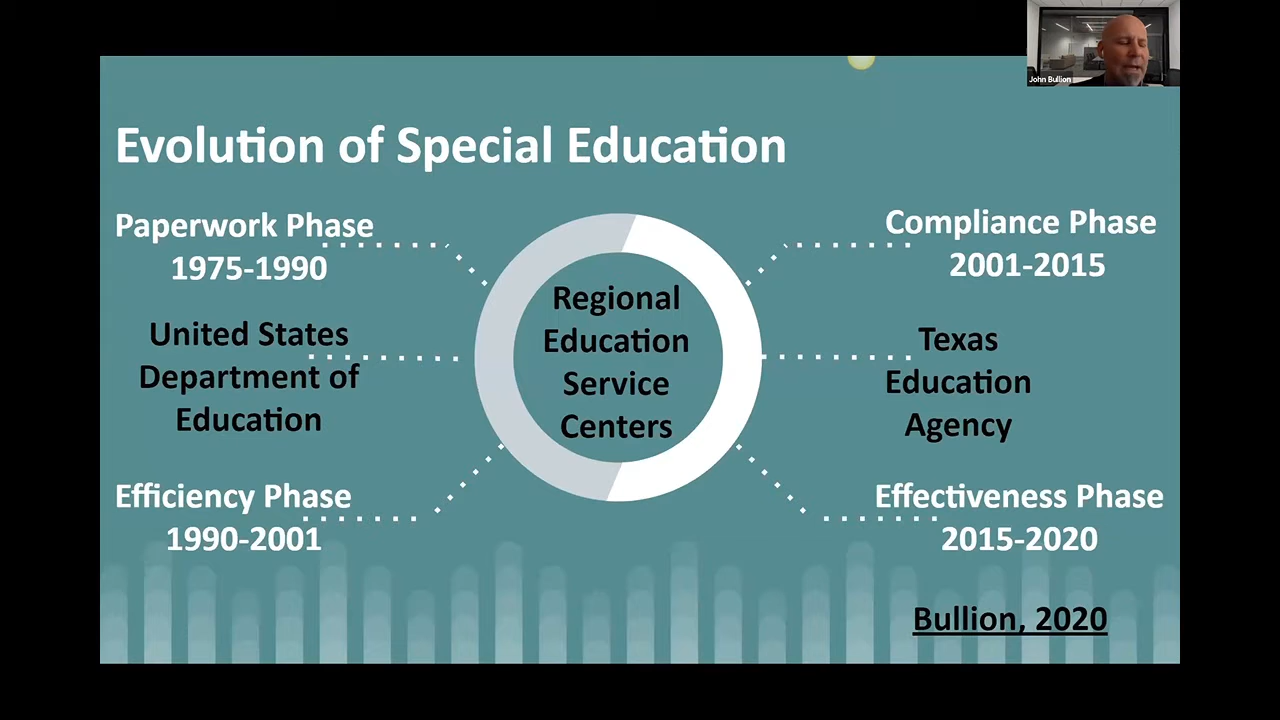 John Bullion
Evolution of Special Education
Paperwork Phase
1975-1990
United States
Department of
Education
Efficiency Phase
1990-2001
Regional
Education
Service
Centers
Compliance Phase
2001-2015
Texas
Education
Agency
Effectiveness Phase
2015-2020
Bullion, 2020